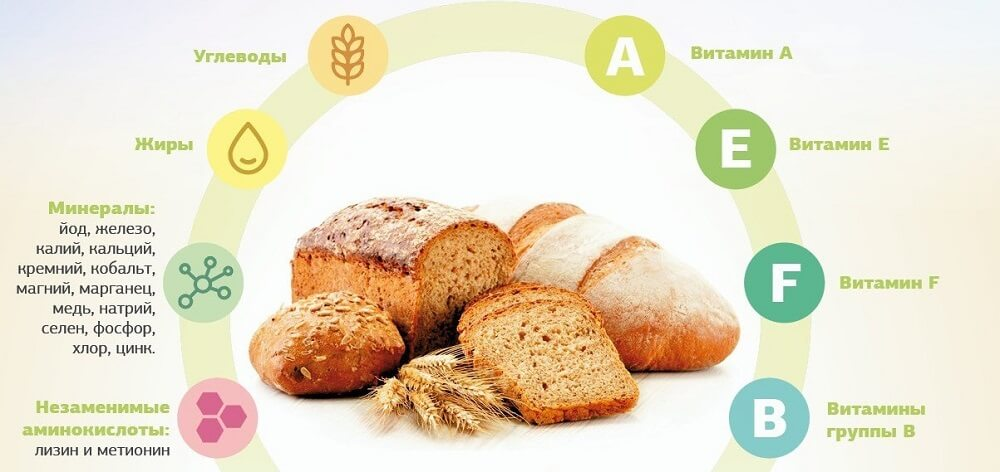 Углеводы
Жиры
Минералы:
йод, железо,
калий, кальций,
кремний, кобальт,
магний, марганец,
медь, натрий,
селен, фосфор,
хлор, цинк.
Незаменимые
аминокислоты:
лизин и метионин
A
Витамин А
E
Витамин Е
F
Витамин F
B
Витамины
группы В